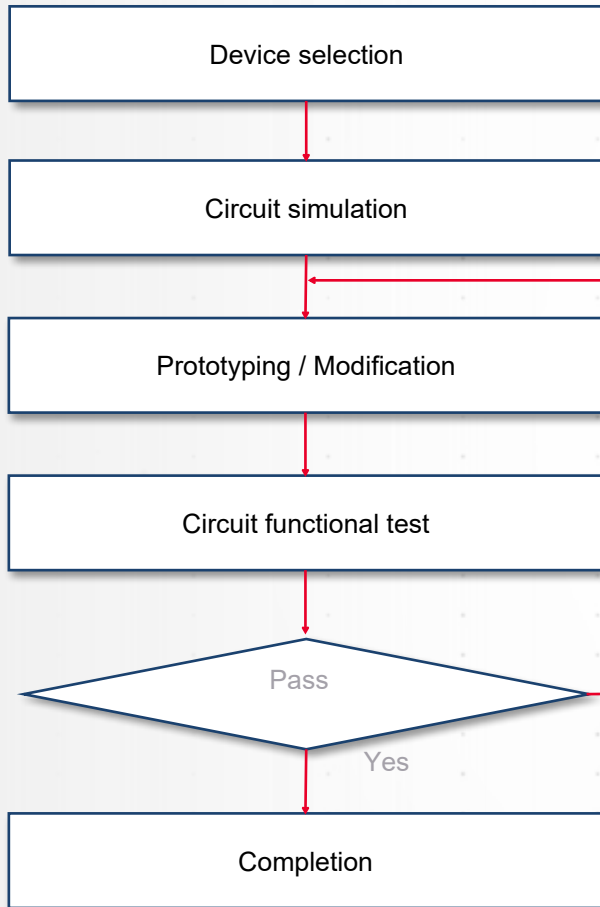 Device selection
Circuit simulation
Prototyping / Modification
Circuit functional test
Pass
Yes
Completion